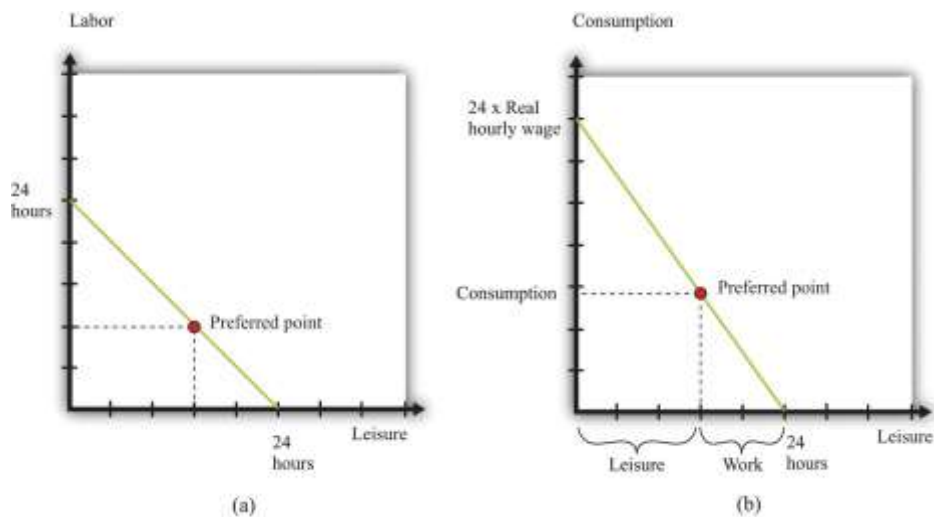 Labor
24
hours
Preferred point
24
hours
Leisure
(a)
Consumption
24 x Real
hourly wage
Consumption
Preferred point
24
hours
Leisure
Leisure
Work
(b)